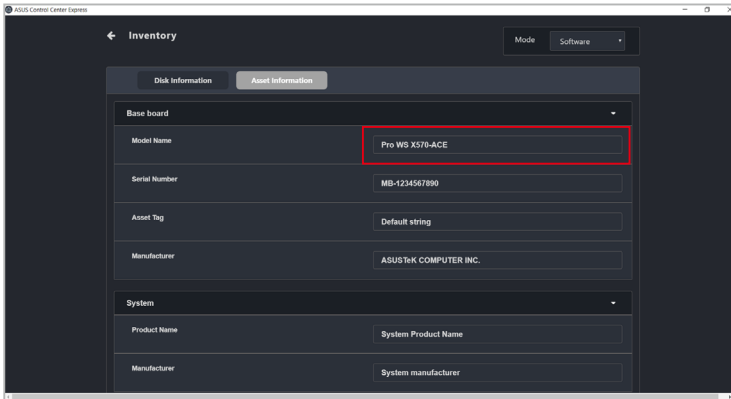 ASUS Control Center Express
Inventory
Mode
Software
Disk Information
Asset Information
Base board
Model Name
Pro WS X570-ACE
Serial Number
MB-1234567890
Asset Tag
Default string
Manufacturer
ASUSTeK COMPUTER INC.
System
Product Name
System Product Name
Manufacturer
System manufacturer